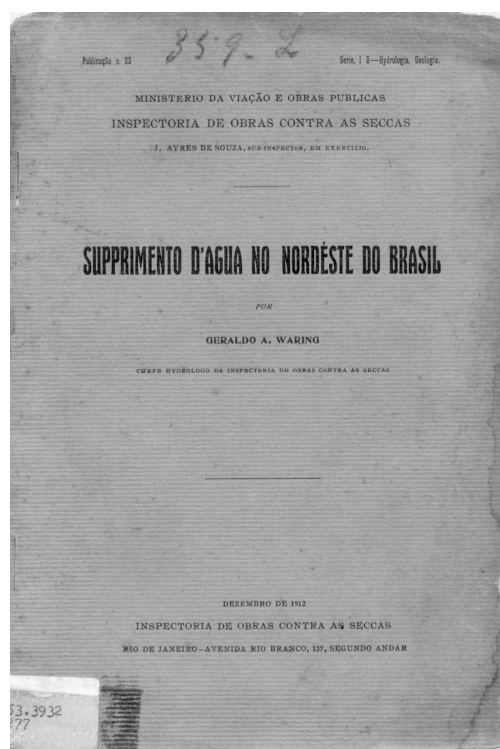 359-L
Publicação n. 23 Serie, I G—Hydrologia, Geologia.
MINISTERIO DA VIAÇÃO E OBRAS PUBLICAS
INSPECTORIA DE OBRAS CONTRA AS SECCAS
J. AYRES DE SOUZA, SUB-INSPECTOR, EM EXERCICIO.
SUPPRIMENTO D'AGUA NO NORDÉSTE DO BRASIL
POR
GERALDO A. WARING
CHEFE HYDROLOGO DA INSPECTORIA DE OBRAS CONTRA AS SECCAS
DEZEMBRO DE 1912
INSPECTORIA DE OBRAS CONTRA AS SECCAS
RIO DE JANEIRO—AVENIDA RIO BRANCO, 137, SEGUNDO ANDAR
53.3932
277